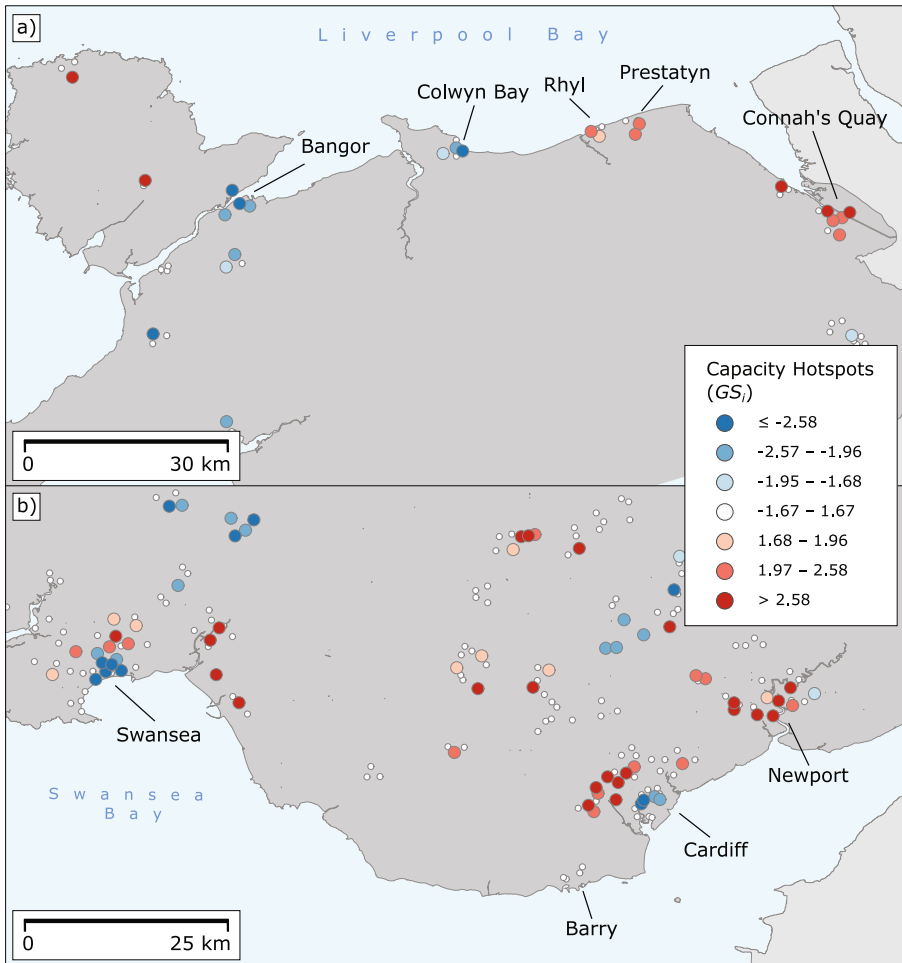 a)
Liverpool Bay
Prestatyn
Rhyl
Colwyn Bay
Connah's Quay
Bangor
0 30 km
Capacity Hotspots
(GSi)
≤ -2.58
-2.57 – -1.96
-1.95 – -1.68
-1.67 – 1.67
1.68 – 1.96
1.97 – 2.58
> 2.58
b)
Swansea
Newport
Swansea
Bay
Cardiff
Barry
0 25 km